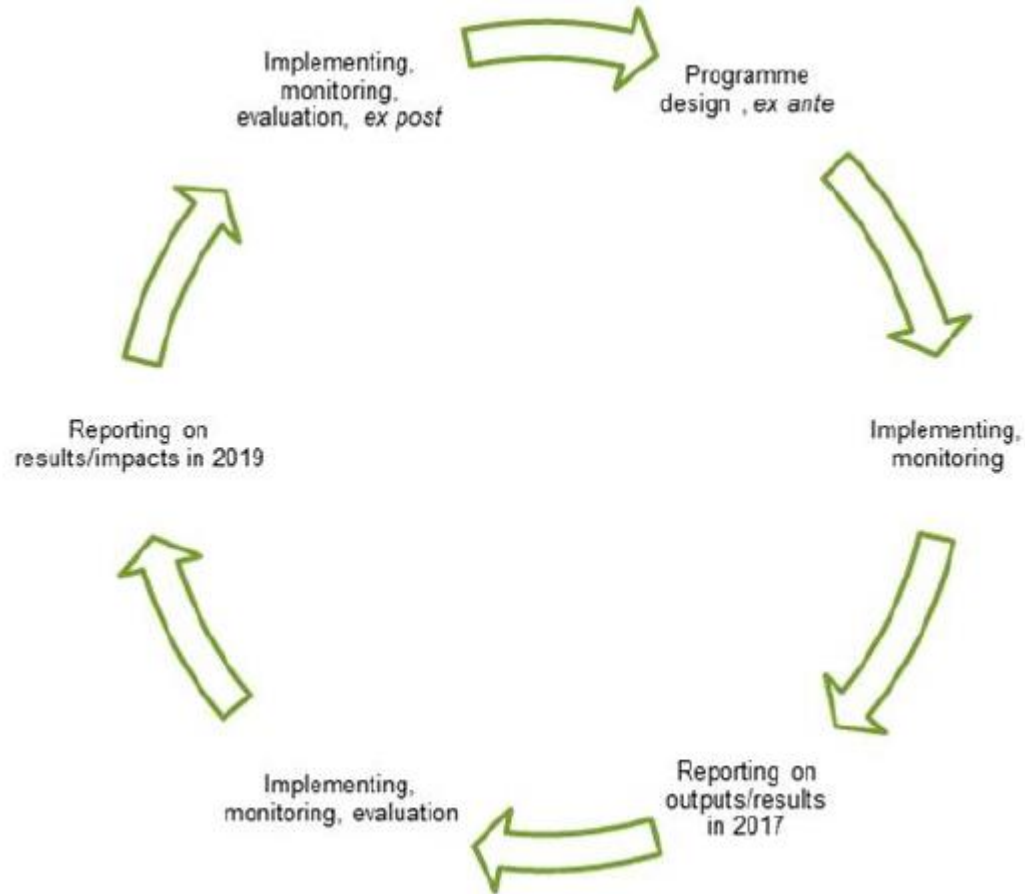 Implementing,
monitoring,
evaluation, ex post
Programme
design , ex ante
Implementing,
monitoring
Reporting on
outputs/results
in 2017
Implementing,
monitoring, evaluation
Reporting on
results/impacts in 2019